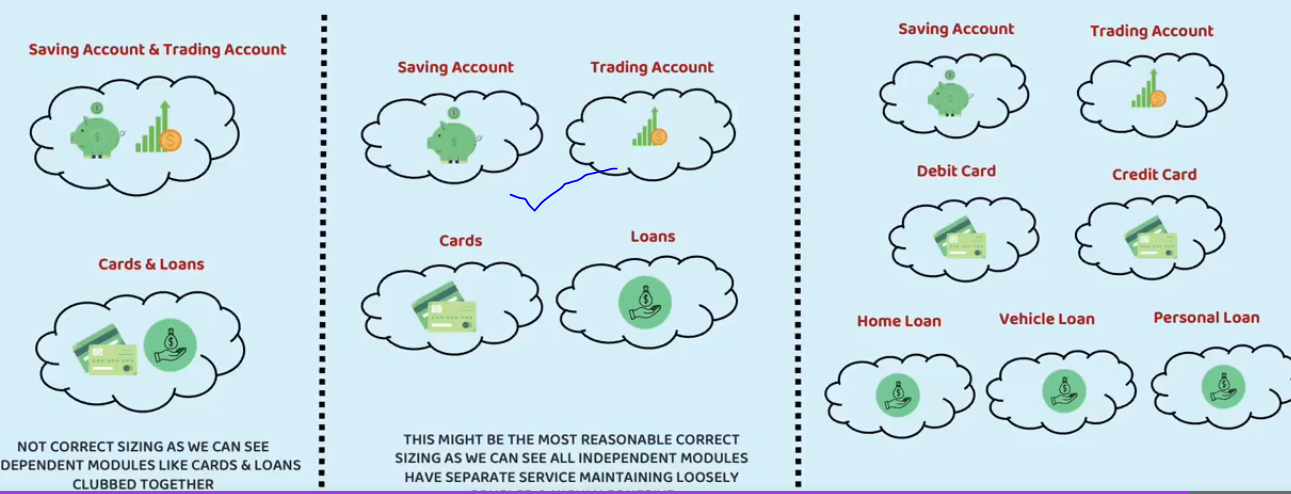 Saving Account & Trading Account
Cards & Loans
NOT CORRECT SIZING AS WE CAN SEE
DEPENDENT MODULES LIKE CARDS & LOANS
CLUBBED TOGETHER
Saving Account
Trading Account
Cards
Loans
THIS MIGHT BE THE MOST REASONABLE CORRECT
SIZING AS WE CAN SEE ALL INDEPENDENT MODULES
HAVE SEPARATE SERVICE MAINTAINING LOOSELY
Saving Account
Trading Account
Debit Card
Credit Card
Home Loan
Vehicle Loan
Personal Loan